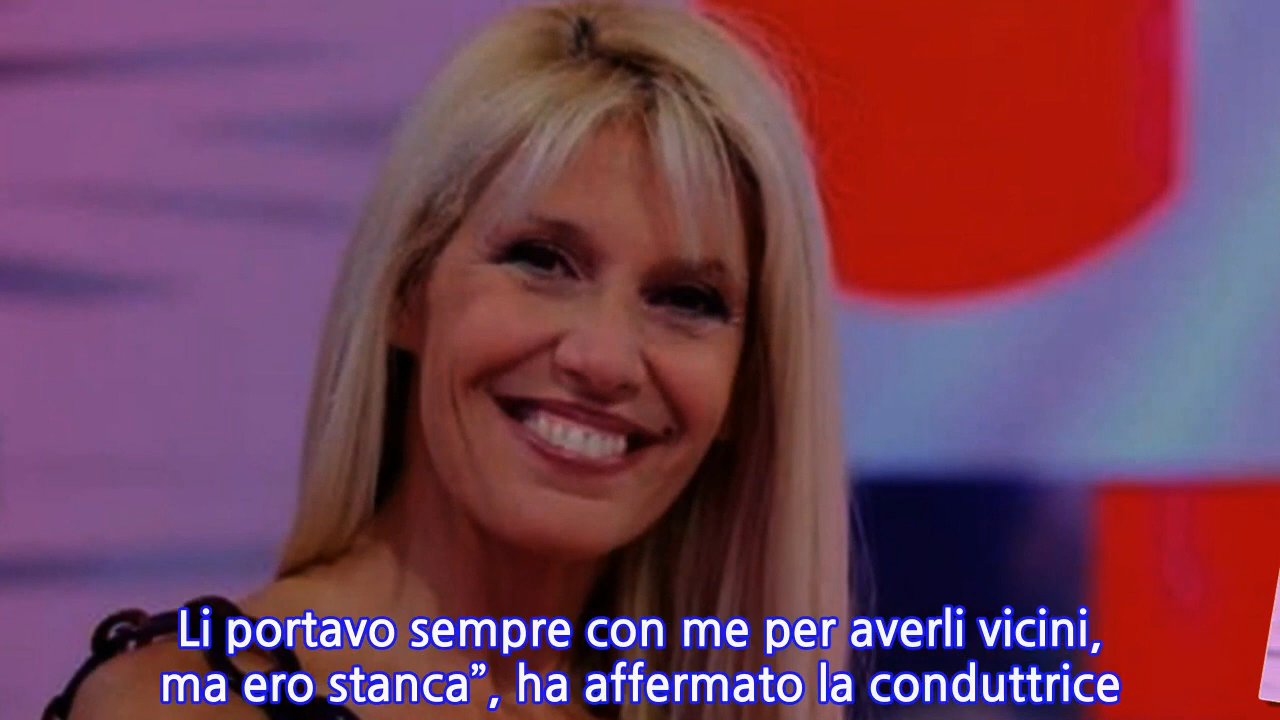 Li portavo sempre con me per averli vicini,
ma ero stanca”, ha affermato la conduttrice